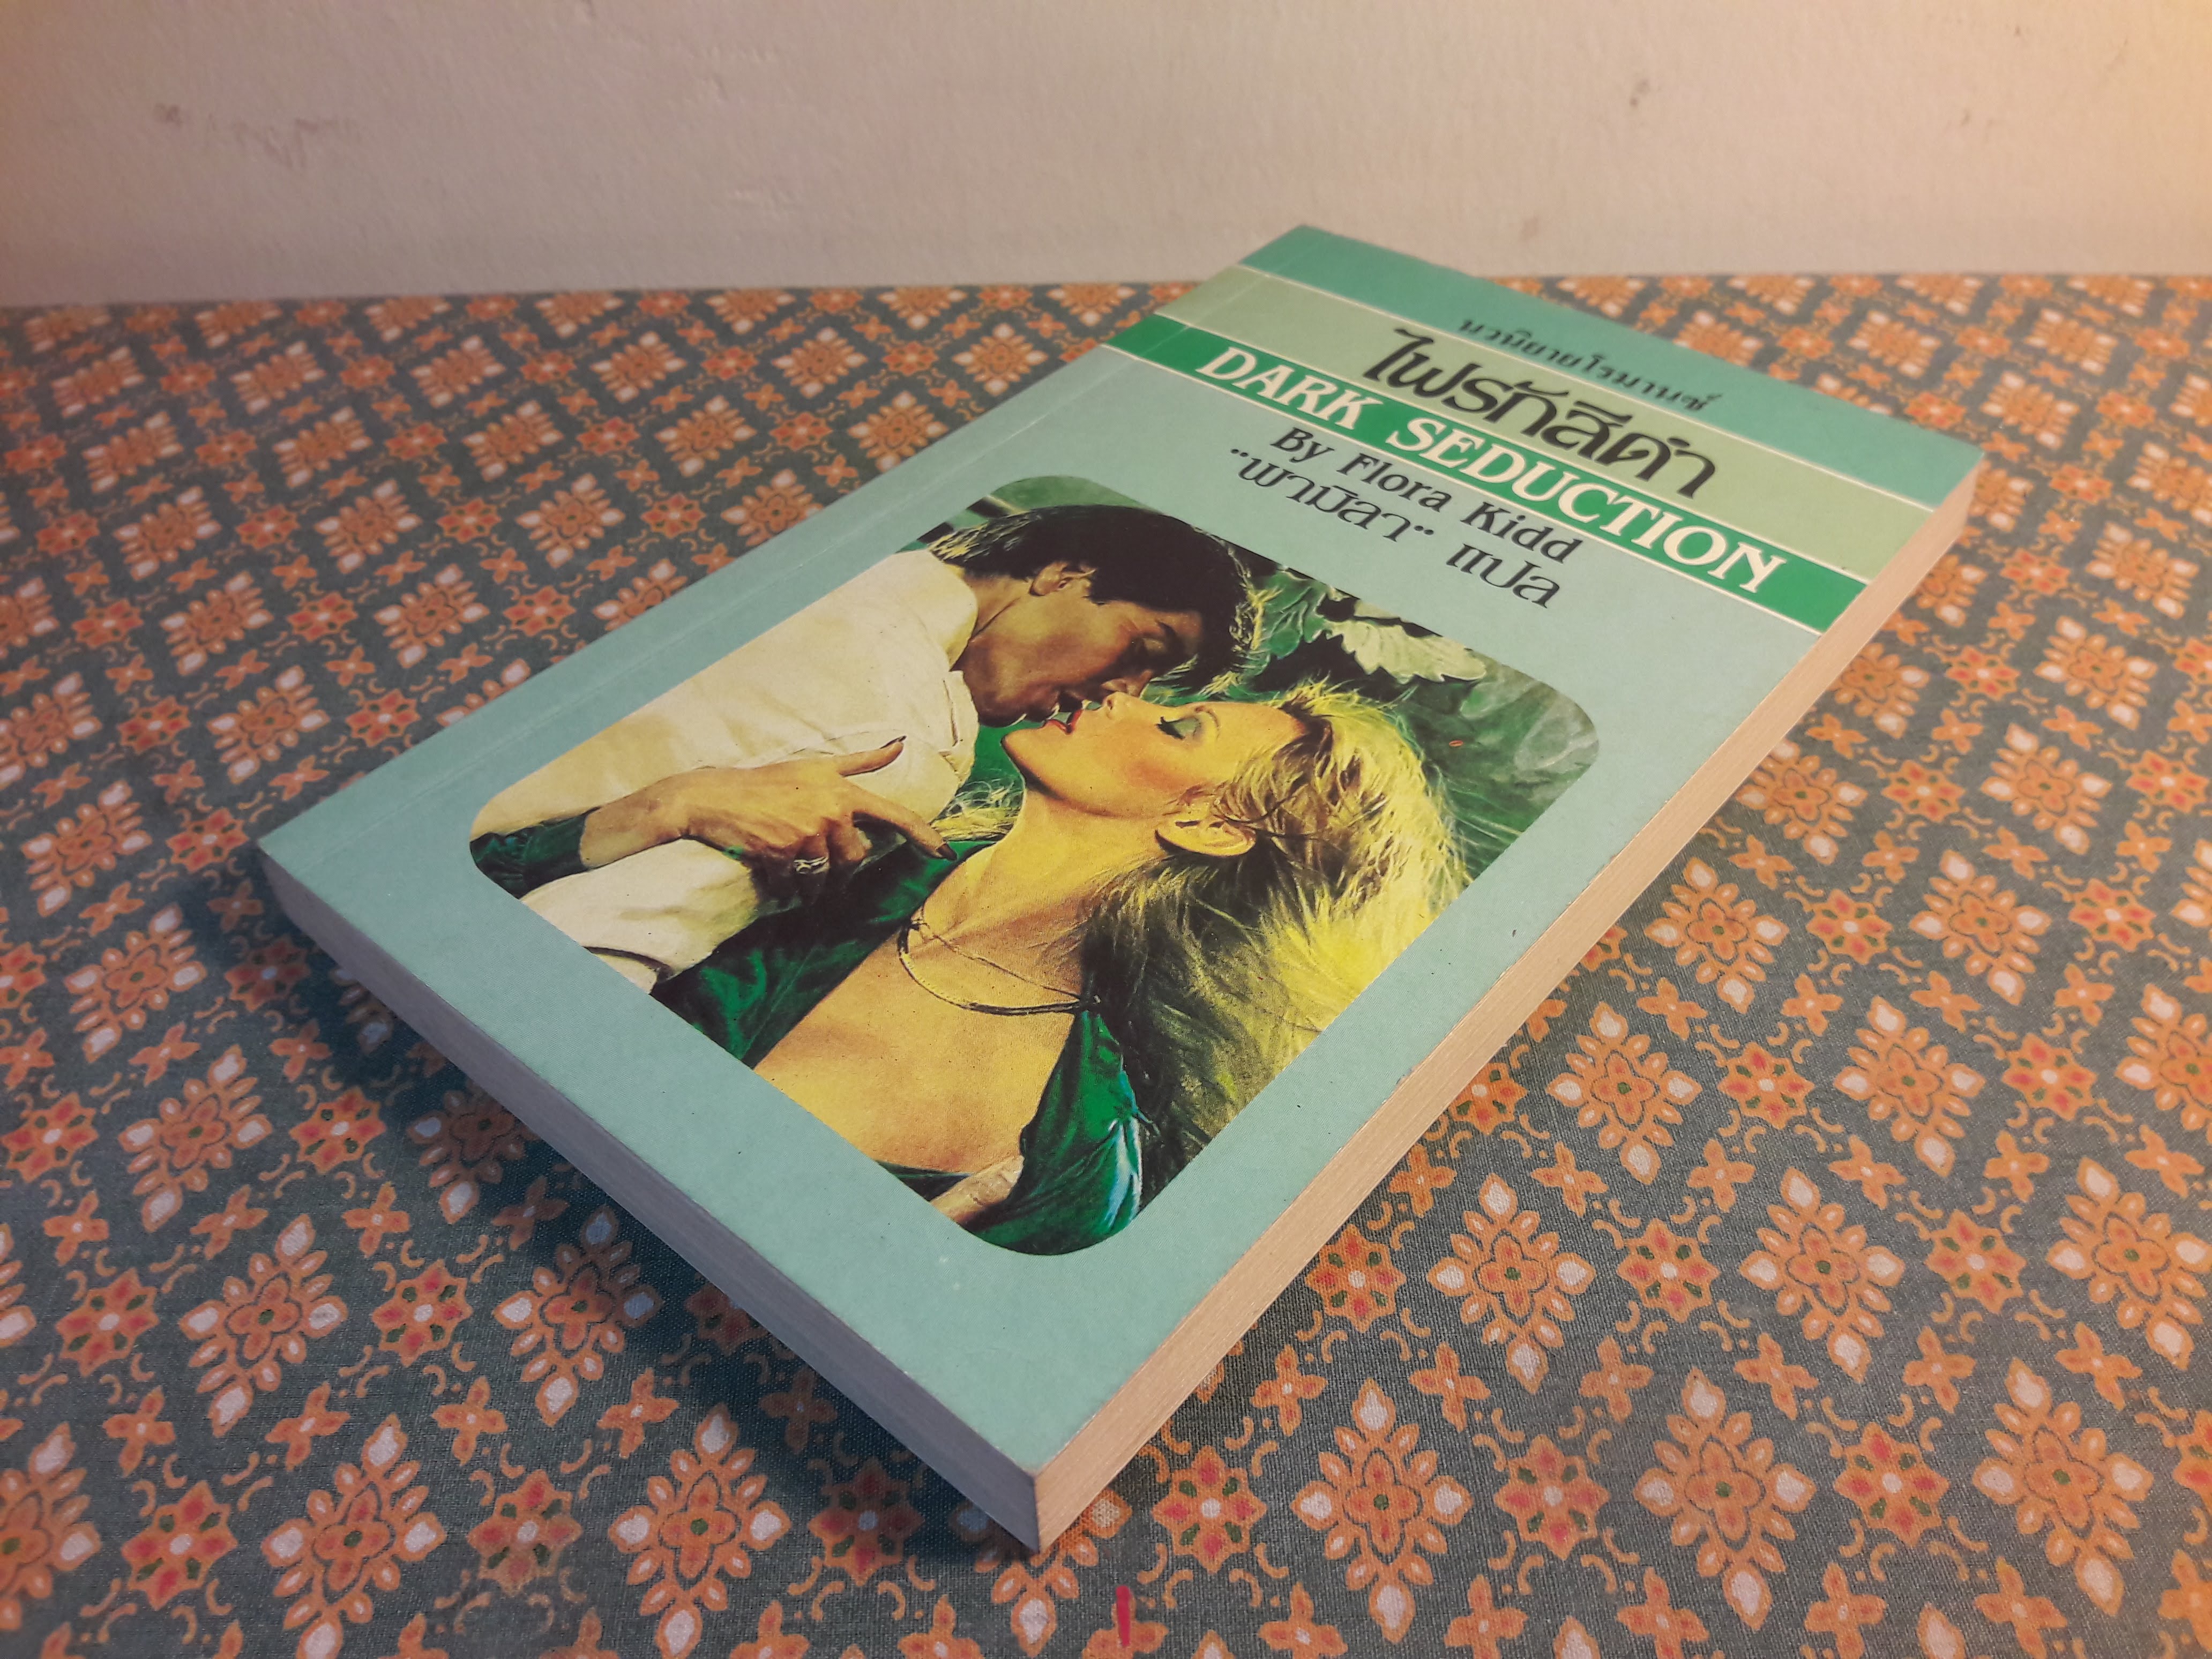 นวนิยายโรมานซ์
ไฟรักสีดำ
DARK SEDUCTION
By Flora Kidd
"พามิลา" แปล